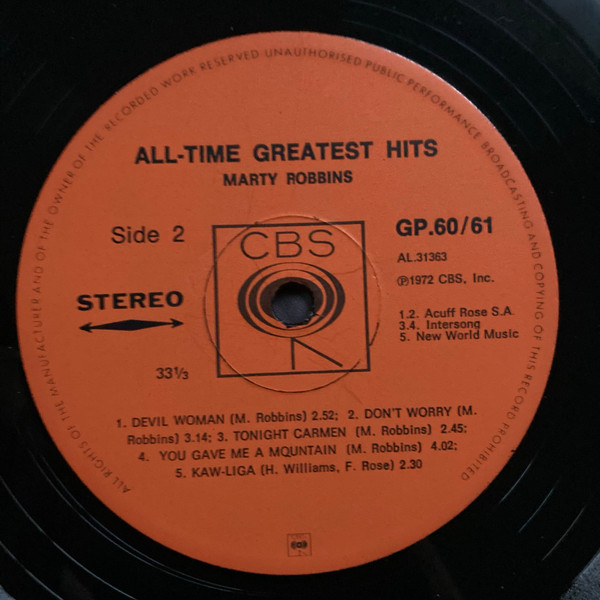 ALL RIGHTS OF THE MANUFACTURER AND OF THE OWNER OF THE RECORDED WORK RESERVED UNAUTHORISED PUBLIC PERFORMANCE BROADCASTING AND COPYING OF THIS RECORD PROHIBITED
ALL-TIME GREATEST HITS
MARTY ROBBINS
Side 2
CBS
GP.60/61
AL.31363
℗1972 CBS, Inc.
STEREO
1.2. Acuff Rose S.A.
3.4. Intersong
5. New World Music
33⅓
1. DEVIL WOMAN (M. Robbins) 2.52; 2. DON'T WORRY (M.
Robbins) 3.14; 3. TONIGHT CARMEN (M. Robbins) 2.45;
4. YOU GAVE ME A MQUNTAIN (M. Robbins) 4.02;
5. KAW-LIGA (H. Williams, F. Rose) 2.30